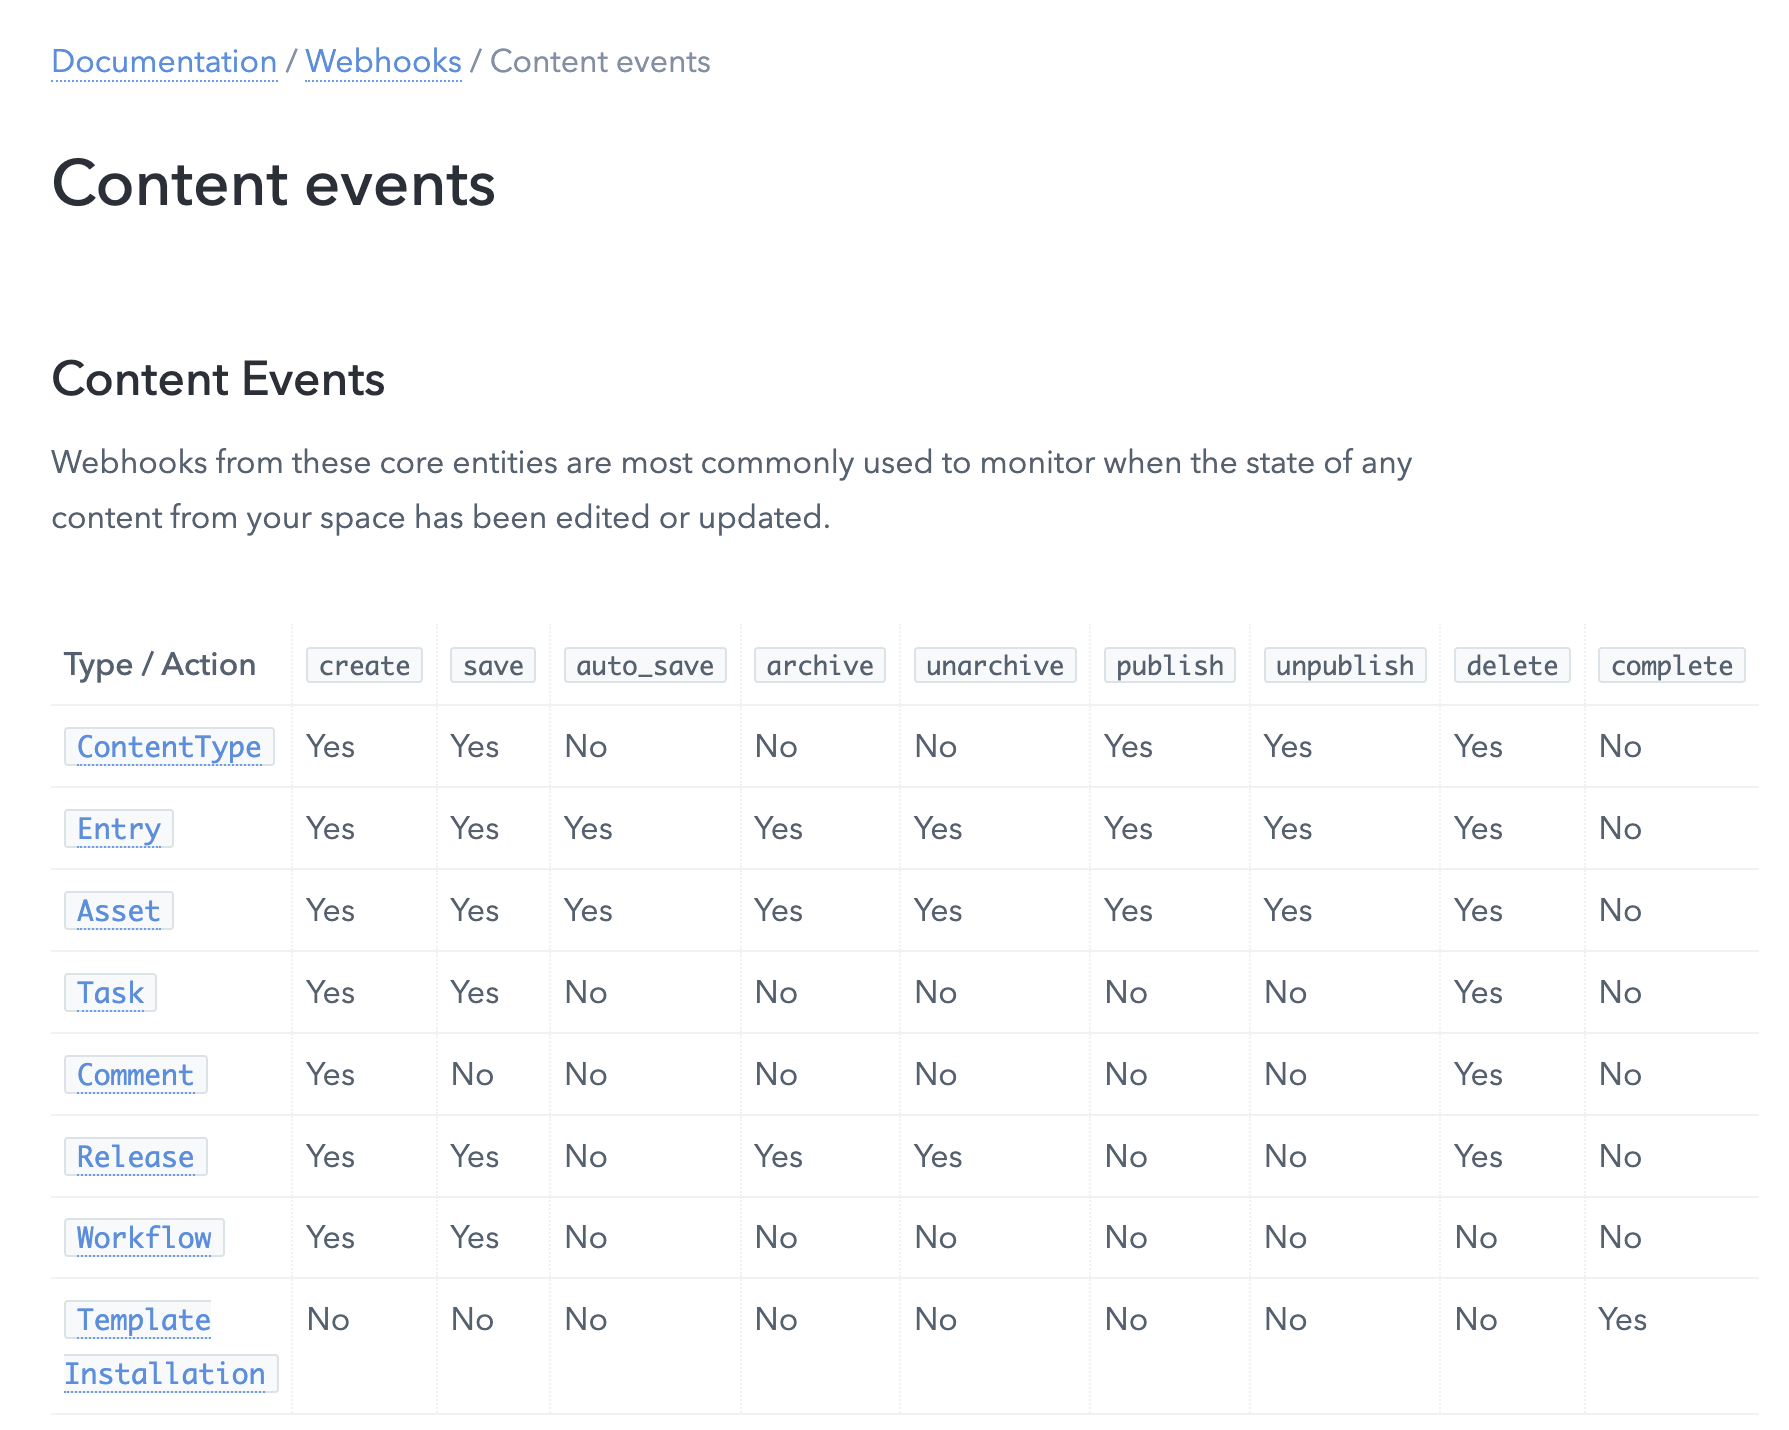 Documentation / Webhooks / Content events
Content events
Content Events
Webhooks from these core entities are most commonly used to monitor when the state of any
content from your space has been edited or updated.
Type / Action create save auto_save archive unarchive publish unpublish delete complete
ContentType Yes Yes No No No Yes Yes Yes No
Entry Yes Yes Yes Yes Yes Yes Yes Yes No
Asset Yes Yes Yes Yes Yes Yes Yes Yes No
Task Yes Yes No No No No No Yes No
Comment Yes No No No No No No Yes No
Release Yes Yes No Yes Yes No No Yes No
Workflow Yes Yes No No No No No No No
Template No No No No No No No No Yes
Installation